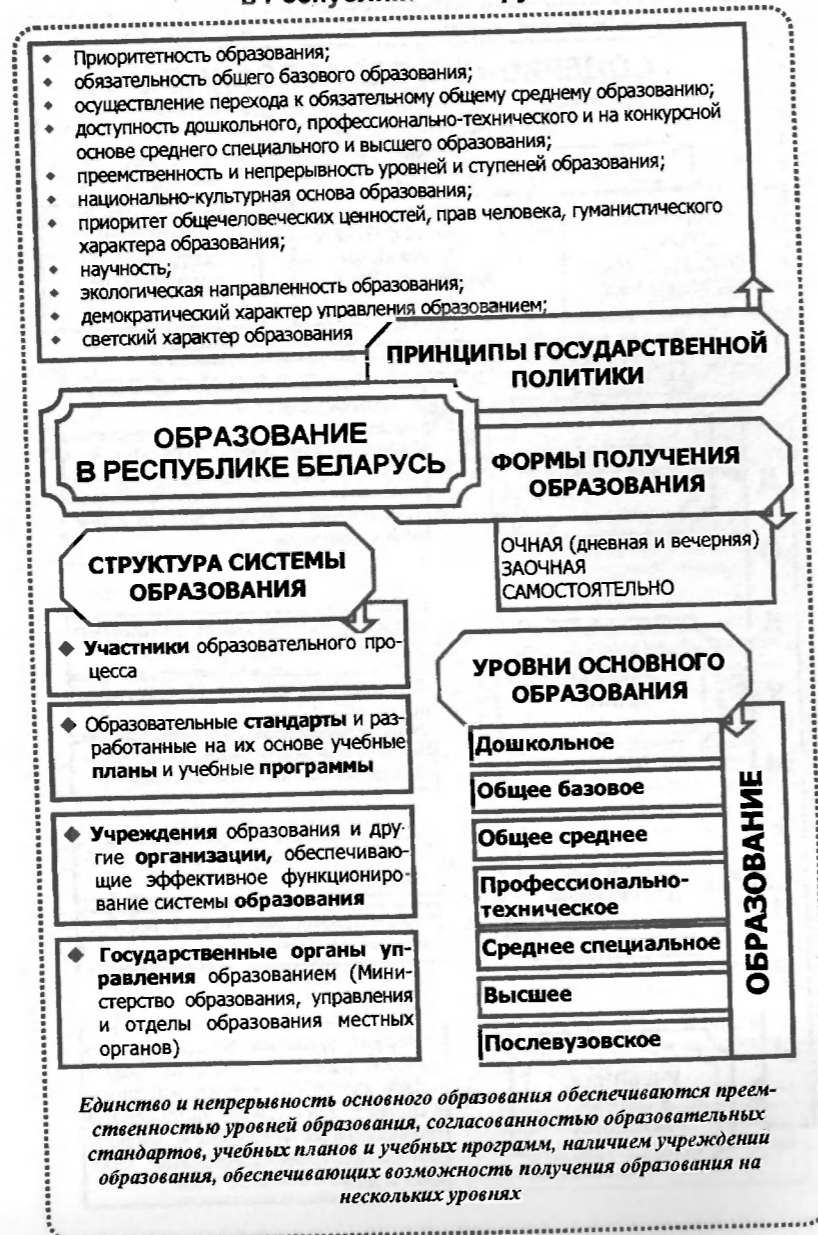 Приоритетность образования;
обязательность общего базового образования;
осуществление перехода к обязательному общему среднему образованию;
доступность дошкольного, профессионально-технического и на конкурсной
основе среднего специального и высшего образования;
преемственность и непрерывность уровней и ступеней образования;
национально-культурная основа образования;
приоритет общечеловеческих ценностей, прав человека, гуманистического
характера образования;
научность;
экологическая направленность образования;
демократический характер управления образованием;
светский характер образования
ПРИНЦИПЫ ГОСУДАРСТВЕННОЙ
ПОЛИТИКИ
ОБРАЗОВАНИЕ
В РЕСПУБЛИКЕ БЕЛАРУСЬ
ФОРМЫ ПОЛУЧЕНИЯ
ОБРАЗОВАНИЯ
ОЧНАЯ (дневная и вечерняя)
ЗАОЧНАЯ
САМОСТОЯТЕЛЬНО
СТРУКТУРА СИСТЕМЫ
ОБРАЗОВАНИЯ
Участники образовательного про-
цесса
Образовательные стандарты и раз-
работанные на их основе учебные
планы и учебные программы
Учреждения образования и дру-
гие организации, обеспечиваю-
щие эффективное функциониро-
вание системы образования
Государственные органы уп-
равления образованием (Мини-
стерство образования, управления
и отделы образования местных
органов)
УРОВНИ ОСНОВНОГО
ОБРАЗОВАНИЯ
Дошкольное
Общее базовое
Общее среднее
Профессионально-
техническое
Среднее специальное
Высшее
Послевузовское
ОБРАЗОВАНИЕ
Единство и непрерывность основного образования обеспечиваются преем-
ственностью уровней образования, согласованностью образовательных
стандартов, учебных планов и учебных программ, наличием учреждении
образования, обеспечивающих возможность получения образования на
нескольких уровнях